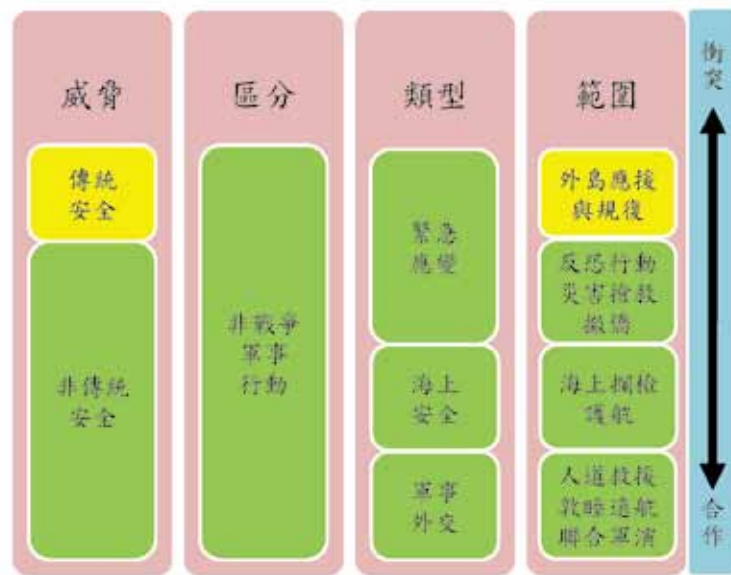 威脅
傳統
安全
非傳統
安全
區分
非戰爭
軍事
行動
類型
緊急
應變
海上
安全
軍事
外交
範圍
外島應援
與規復
反恐行動
災害搶救
撤僑
海上攔檢
護航
人道救援
敦睦遠航
聯合軍演
衝突
合作